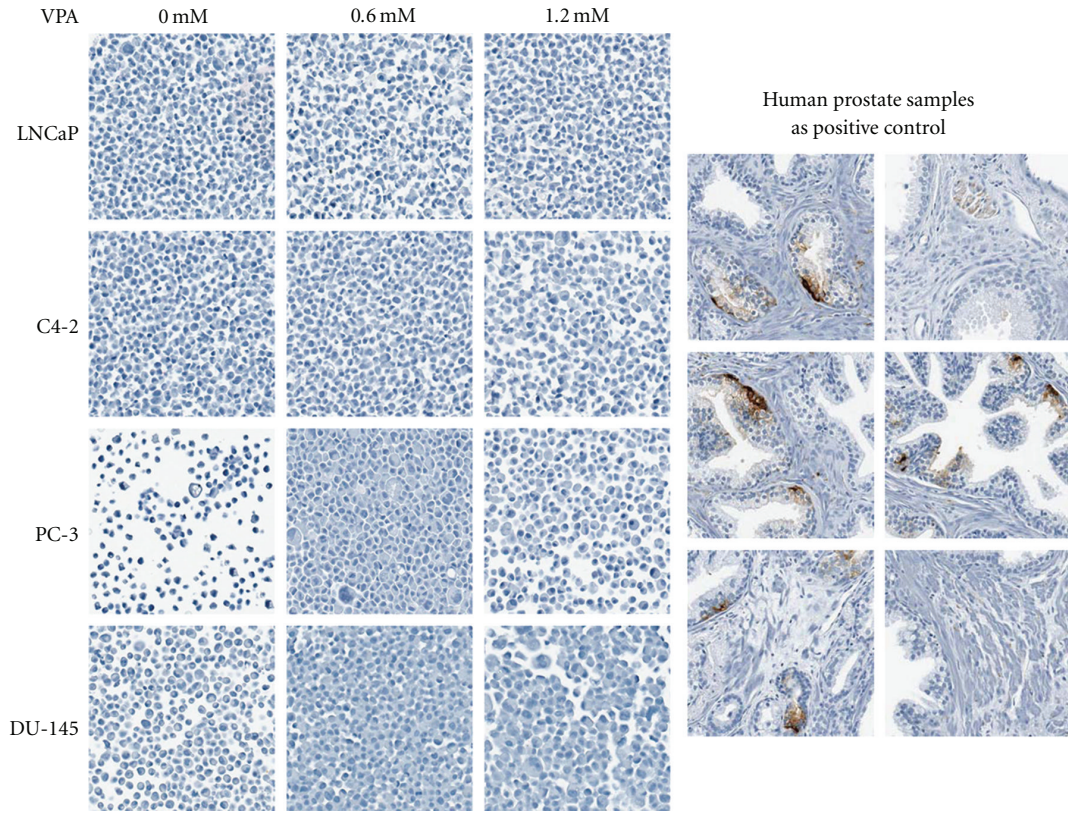 VPA 0 mM 0.6 mM 1.2 mM
LNCaP
Human prostate samples
as positive control
C4-2
PC-3
DU-145